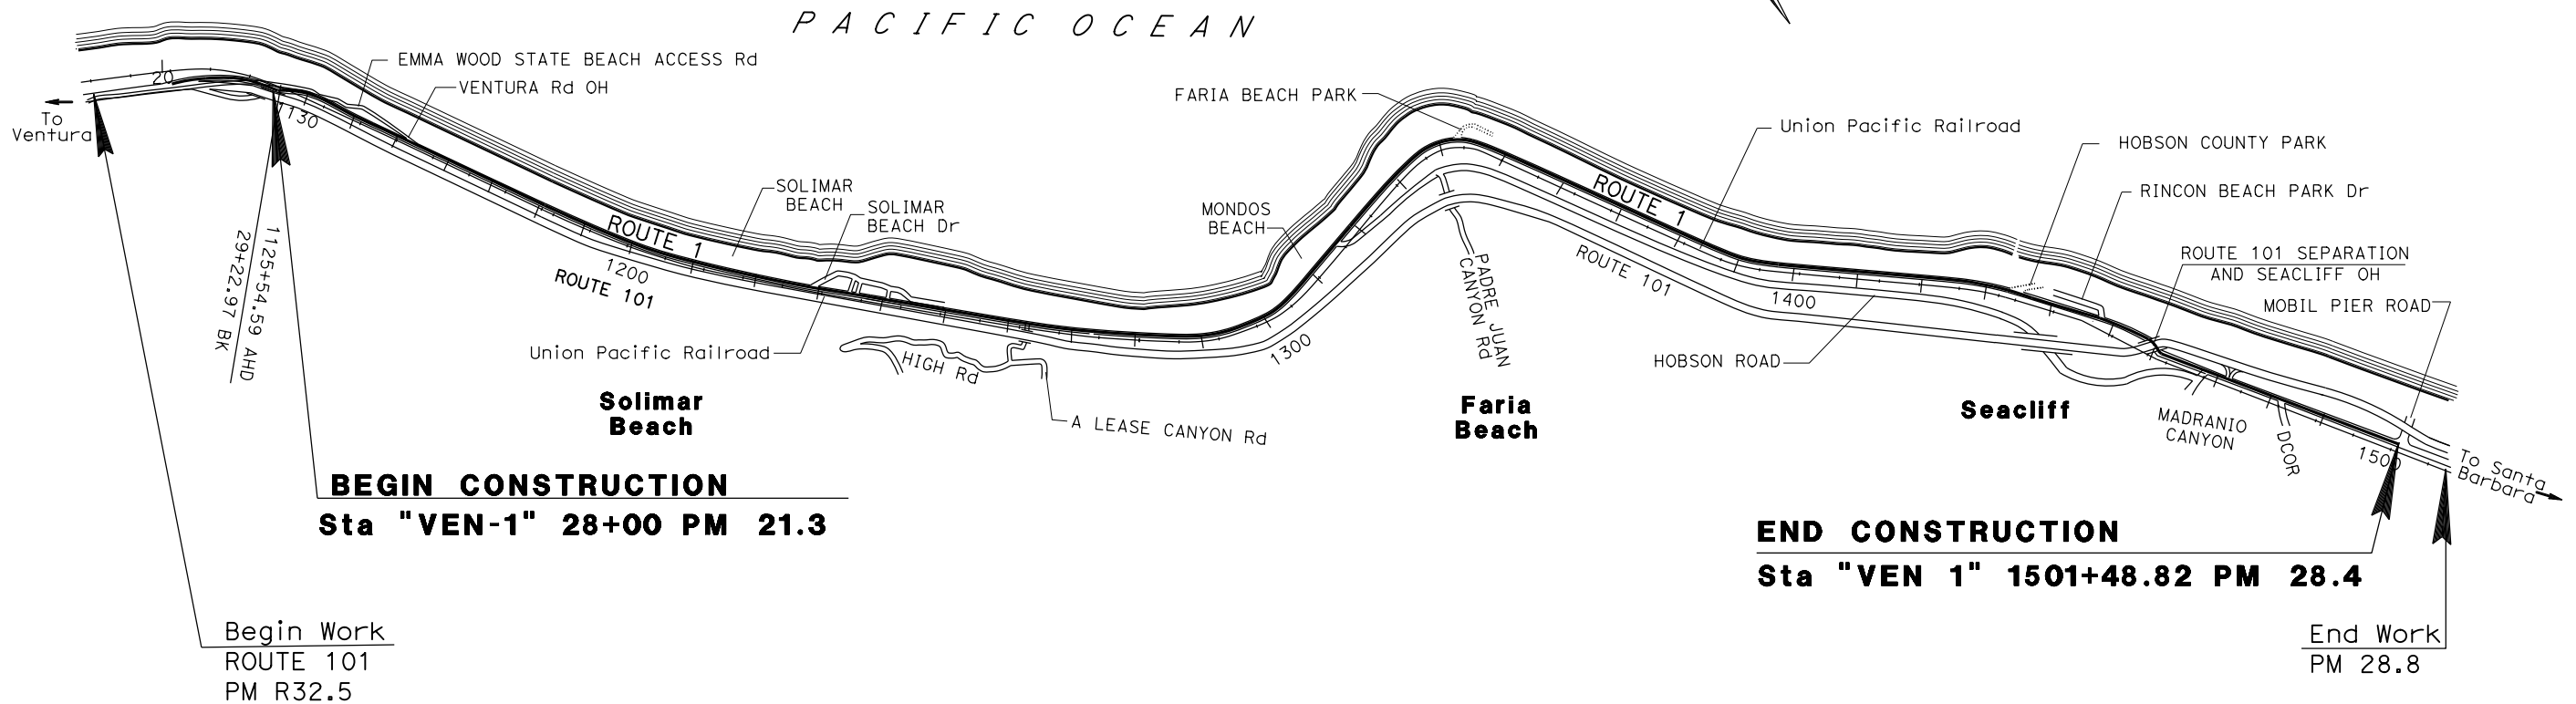 PACIFIC OCEAN
EMMA WOOD STATE BEACH ACCESS Rd
VENTURA Rd OH
20
To
Ventura
130
FARIA BEACH PARK
Union Pacific Railroad
HOBSON COUNTY PARK
RINCON BEACH PARK Dr
SOLIMAR
BEACH
SOLIMAR
BEACH Dr
MONDOS
BEACH
ROUTE 1
ROUTE 1
ROUTE 101 SEPARATION
AND SEACLIFF OH
MOBIL PIER ROAD
1125+54.59 AHD
29+22.97 BK
1200
ROUTE 101
PADRE JUAN
CANYON Rd
ROUTE 101
1400
Union Pacific Railroad
HIGH Rd
1300
HOBSON ROAD
Solimar
Beach
A LEASE CANYON Rd
Faria
Beach
Seacliff
MADRANIO
CANYON
DCOR
1500
To Santa
Barbara
BEGIN CONSTRUCTION
Sta "VEN-1" 28+00 PM 21.3
END CONSTRUCTION
Sta "VEN 1" 1501+48.82 PM 28.4
Begin Work
ROUTE 101
PM R32.5
End Work
PM 28.8